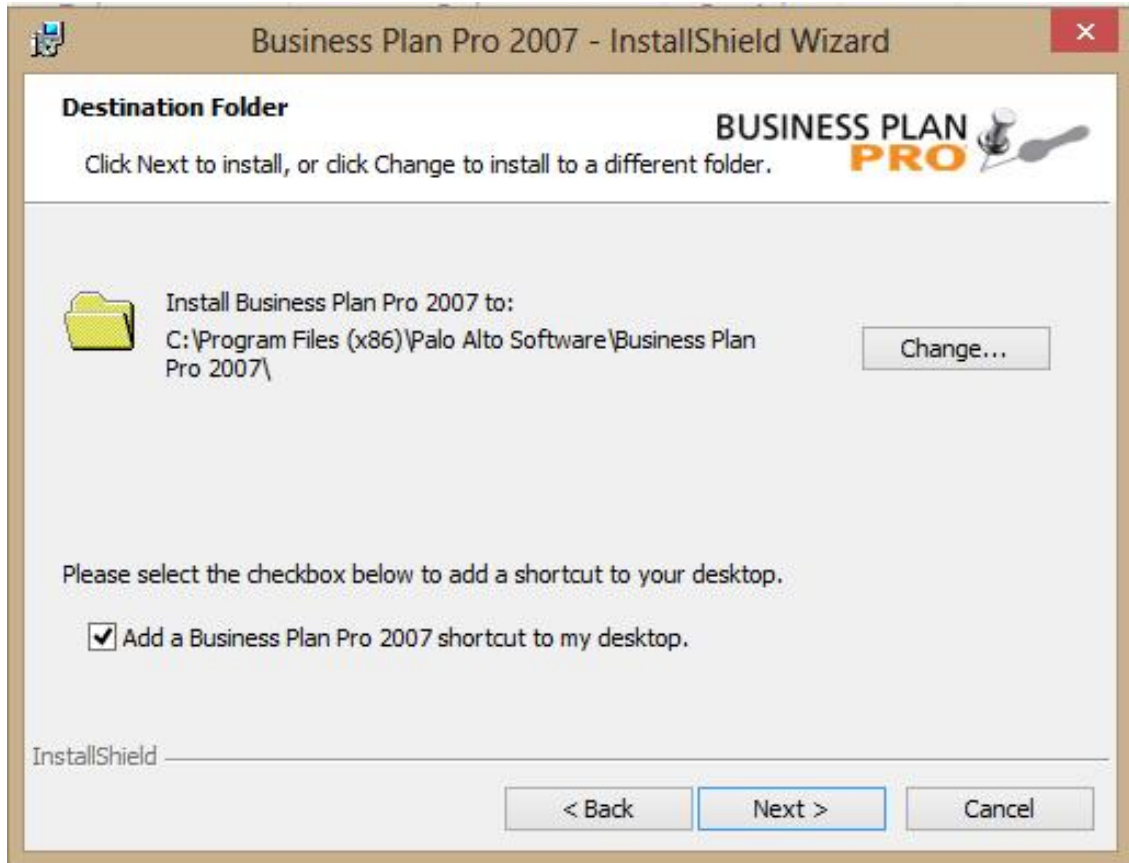 Business Plan Pro 2007 - InstallShield Wizard
Destination Folder
BUSINESS PLAN
PRO
Click Next to install, or click Change to install to a different folder.
Install Business Plan Pro 2007 to:
C:\Program Files (x86)\Palo Alto Software\Business Plan
Pro 2007\
Change...
Please select the checkbox below to add a shortcut to your desktop.
Add a Business Plan Pro 2007 shortcut to my desktop.
InstallShield
< Back
Next >
Cancel